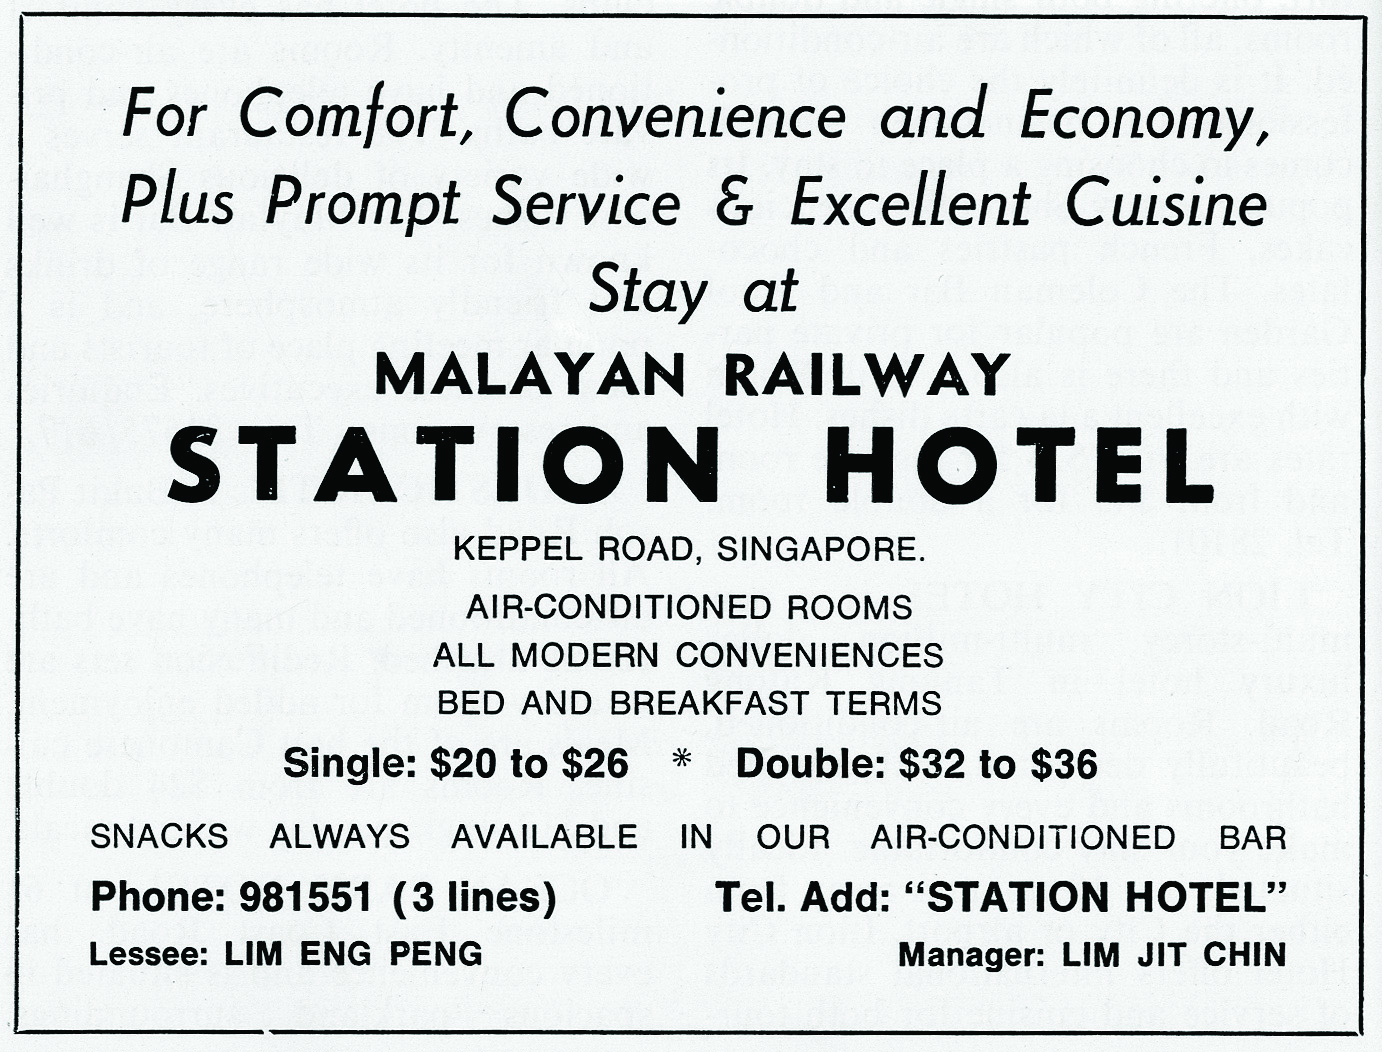 For Comfort, Convenience and Economy,
Plus Prompt Service & Excellent Cuisine
Stay at
MALAYAN RAILWAY
STATION HOTEL
KEPPEL ROAD, SINGAPORE.
AIR-CONDITIONED ROOMS
ALL MODERN CONVENIENCES
BED AND BREAKFAST TERMS
Single: $20 to $26 * Double: $32 to $36
SNACKS ALWAYS AVAILABLE IN OUR AIR-CONDITIONED BAR
Phone: 981551 (3 lines) Tel. Add: “STATION HOTEL”
Lessee: LIM ENG PENG Manager: LIM JIT CHIN